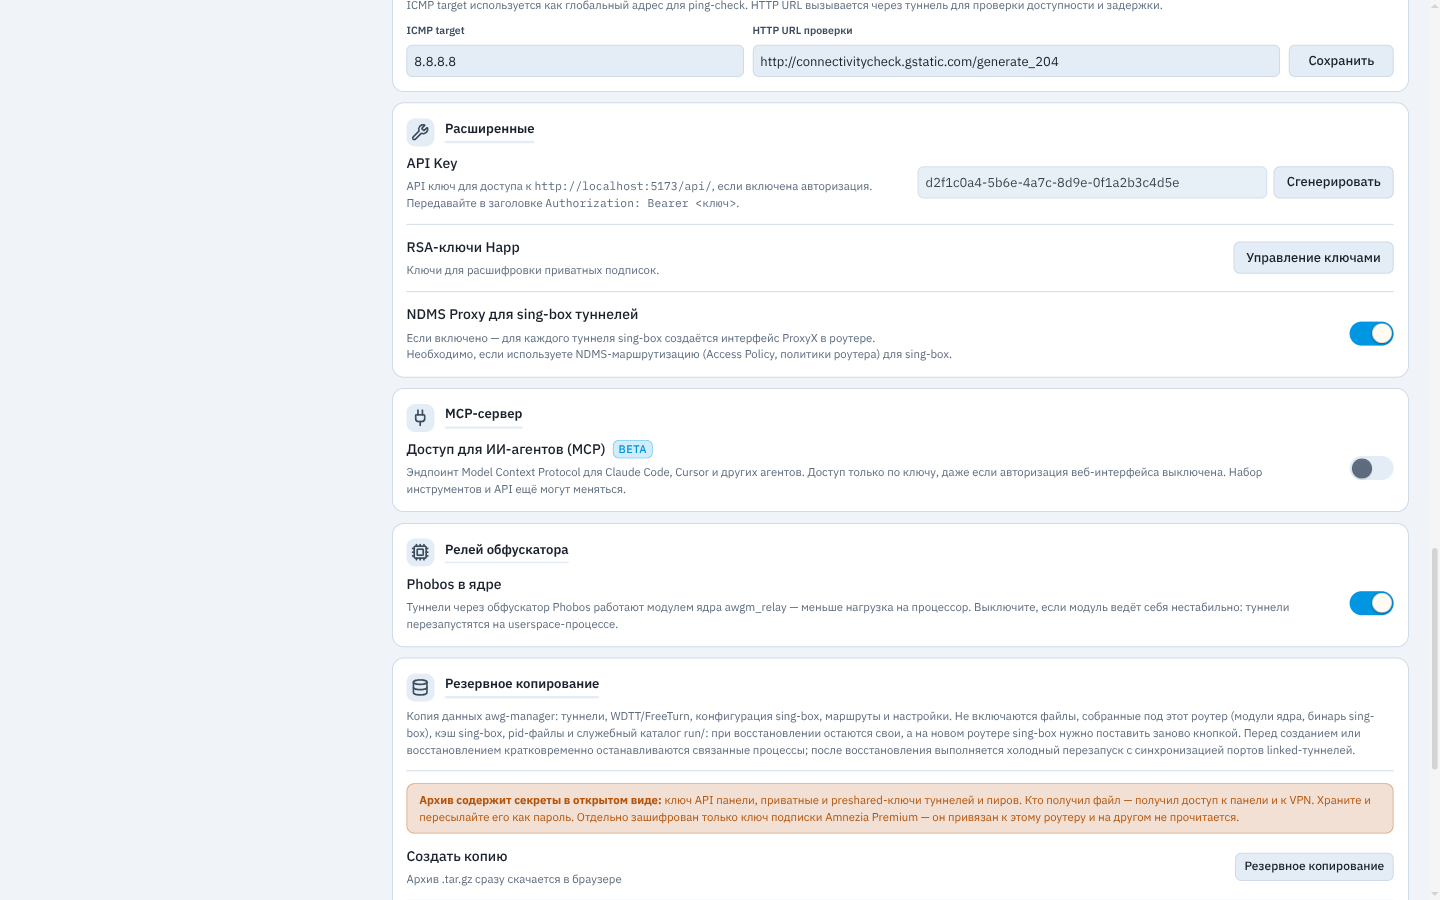 ICMP target используется как глобальный адрес для ping-check. HTTP URL вызывается через туннель для проверки доступности и задержки.
ICMP target
HTTP URL проверки
8.8.8.8
http://connectivitycheck.gstatic.com/generate_204
Сохранить
Расширенные
API Key
API ключ для доступа к http://localhost:5173/api/, если включена авторизация.
Передавайте в заголовке Authorization: Bearer <ключ>.
d2f1c0a4-5b6e-4a7c-8d9e-0f1a2b3c4d5e
Сгенерировать
RSA-ключи Happ
Ключи для расшифровки приватных подписок.
Управление ключами
NDMS Proxy для sing-box туннелей
Если включено — для каждого туннеля sing-box создаётся интерфейс ProxyX в роутере.
Необходимо, если используете NDMS-маршрутизацию (Access Policy, политики роутера) для sing-box.
MCP-сервер
Доступ для ИИ-агентов (MCP) BETA
Эндпоинт Model Context Protocol для Claude Code, Cursor и других агентов. Доступ только по ключу, даже если авторизация веб-интерфейса выключена. Набор
инструментов и API ещё могут меняться.
Релей обфускатора
Phobos в ядре
Туннели через обфускатор Phobos работают модулем ядра awgm_relay — меньше нагрузка на процессор. Выключите, если модуль ведёт себя нестабильно: туннели
перезапустятся на userspace-процессе.
Резервное копирование
Копия данных awg-manager: туннели, WDTT/FreeTurn, конфигурация sing-box, маршруты и настройки. Не включаются файлы, собранные под этот роутер (модули ядра, бинарь sing-
box), кэш sing-box, pid-файлы и служебный каталог run/: при восстановлении остаются свои, а на новом роутере sing-box нужно поставить заново кнопкой. Перед созданием или
восстановлением кратковременно останавливаются связанные процессы; после восстановления выполняется холодный перезапуск с синхронизацией портов linked-туннелей.
Архив содержит секреты в открытом виде: ключ API панели, приватные и preshared-ключи туннелей и пиров. Кто получил файл — получил доступ к панели и к VPN. Храните и
пересылайте его как пароль. Отдельно зашифрован только ключ подписки Amnezia Premium — он привязан к этому роутеру и на другом не прочитается.
Создать копию
Архив .tar.gz сразу скачается в браузере
Резервное копирование